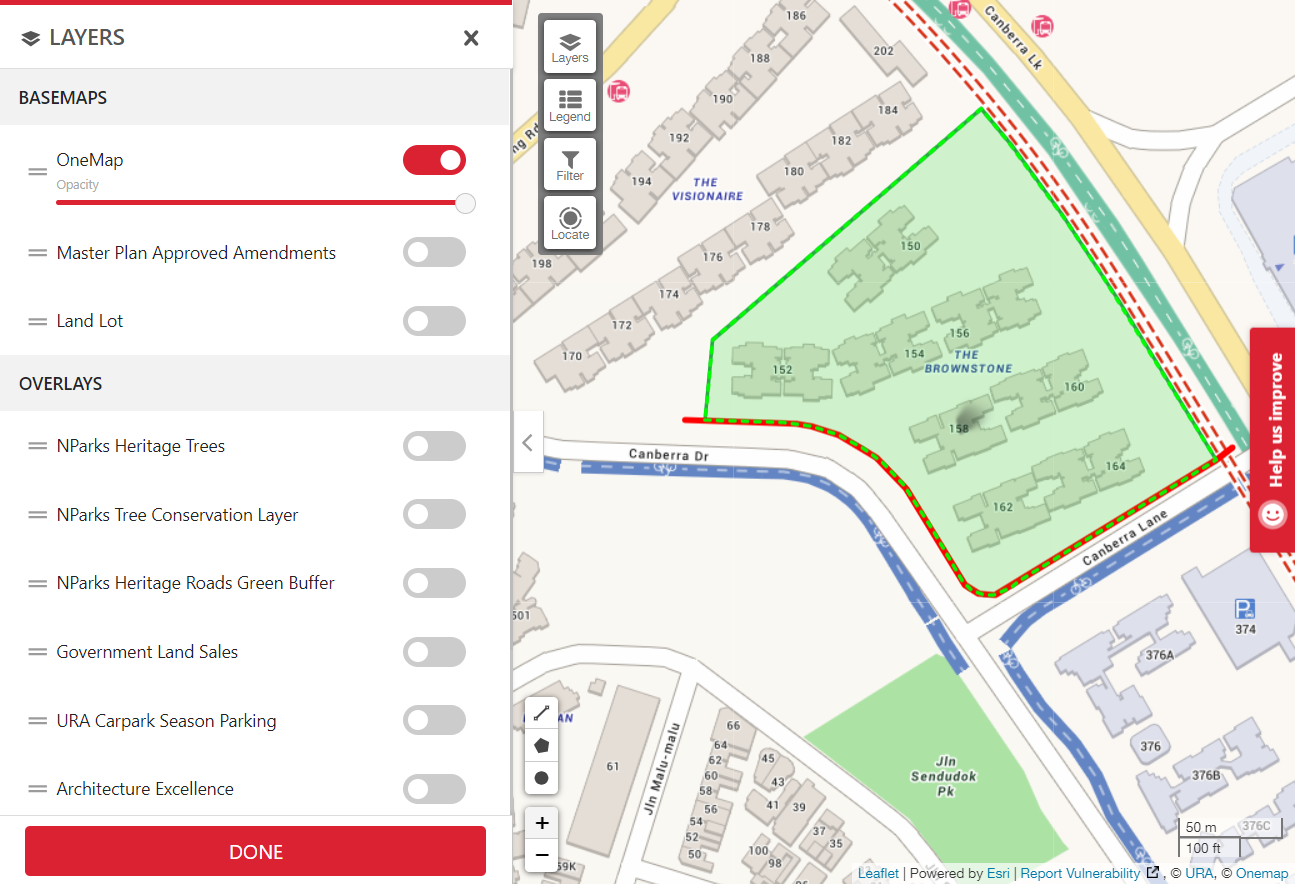 LAYERS
BASEMAPS
OneMap
Opacity
Master Plan Approved Amendments
Land Lot
OVERLAYS
NParks Heritage Trees
NParks Tree Conservation Layer
NParks Heritage Roads Green Buffer
Government Land Sales
URA Carpark Season Parking
Architecture Excellence
DONE
Layers
Legend
Filter
Locate
ng Rd
Canberra Lk
186
202
188
190
184
192
182
180
194
THE
VISIONAIRE
178
150
176
198
174
172
156
170
154
THE
BROWNSTONE
152
160
158
164
162
Canberra Dr
Canberra Lane
Help us improve
501
P
374
376A
376
376B
376C
AN
61
Jln Malu-malu
66
64
62
60
58
56
54
52
50
45
43
41
39
37
35
100
98
59K
Jln
Sendudok
Pk
+
−
50 m
100 ft
Leaflet | Powered by Esri | Report Vulnerability , © URA, © Onemap